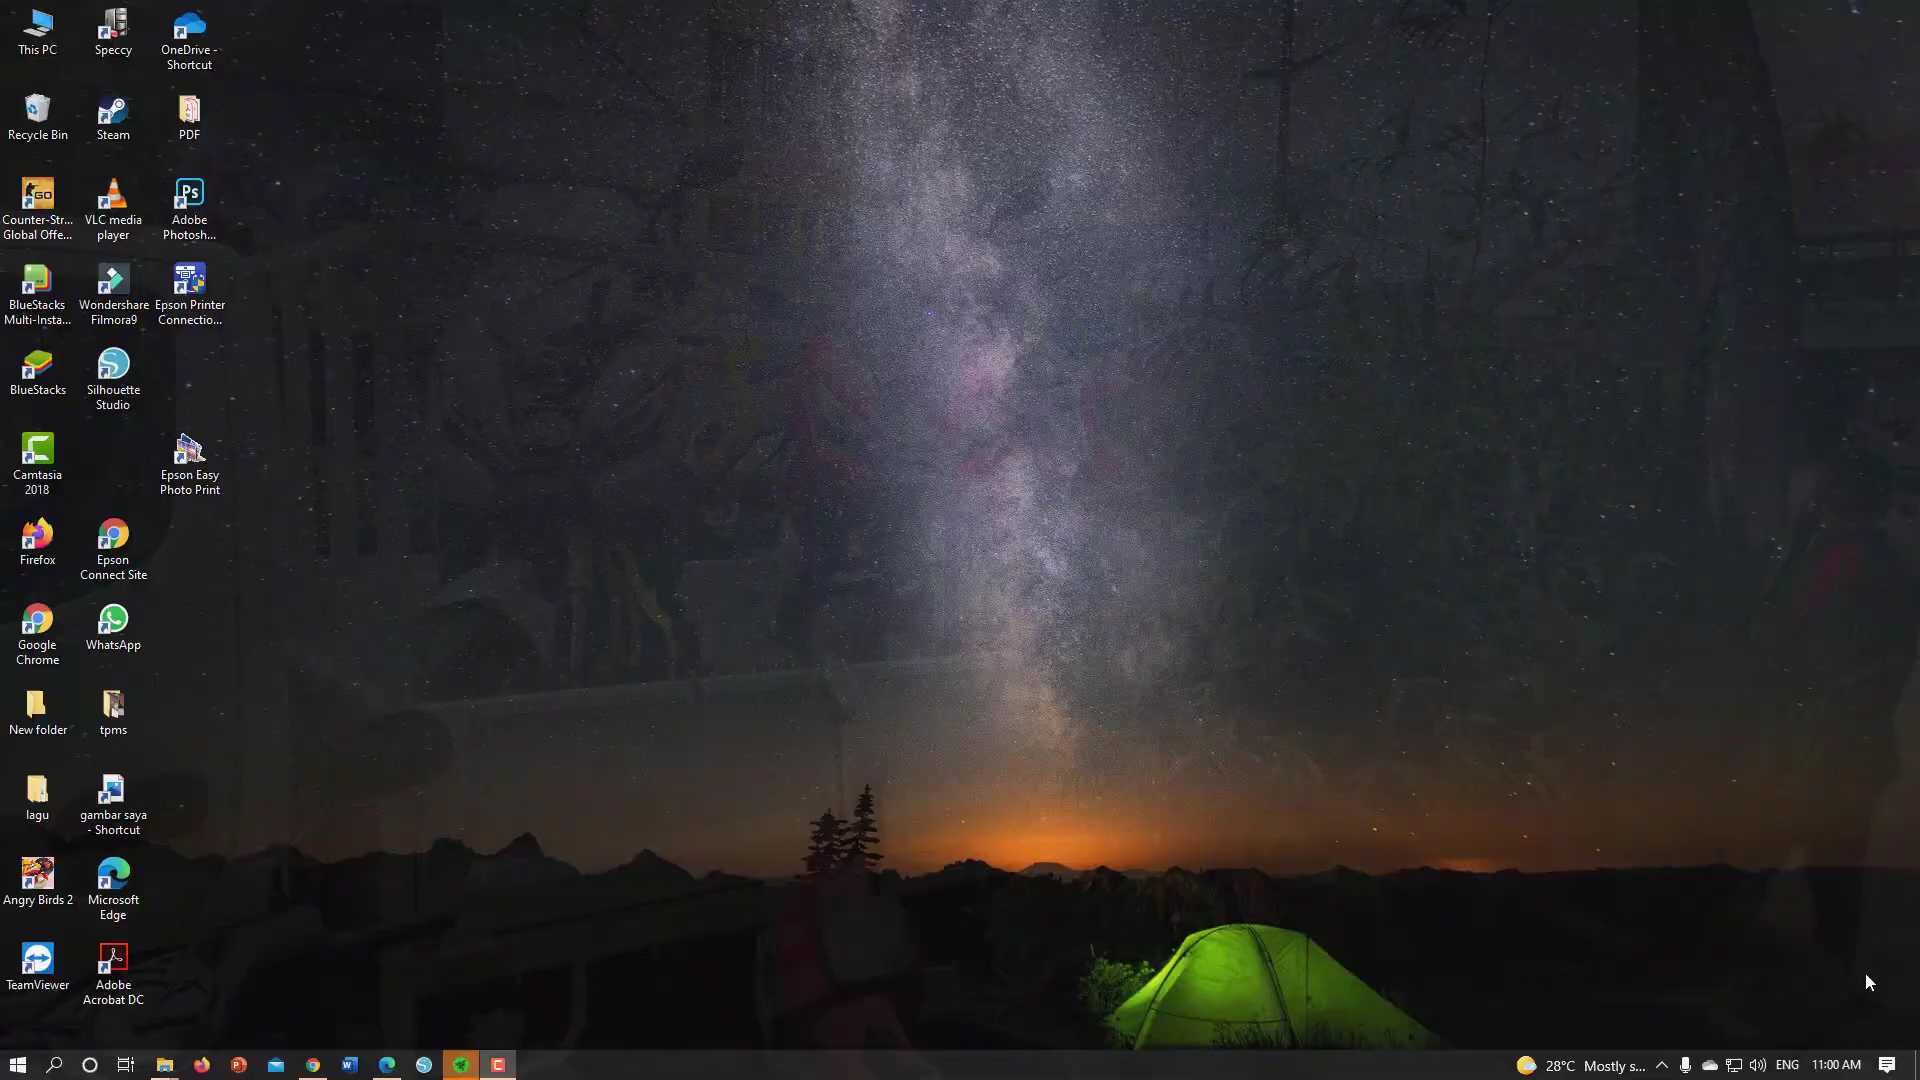 This PC
Speccy
OneDrive -
Shortcut
Recycle Bin
Steam
PDF
Counter-Str...
Global Offe...
VLC media
player
Ps
Adobe
Photosh...
BlueStacks
Multi-Insta...
Wondershare
Filmora9
Epson Printer
Connectio...
BlueStacks
Silhouette
Studio
Camtasia
2018
Epson Easy
Photo Print
Firefox
Epson
Connect Site
Google
Chrome
WhatsApp
New folder
tpms
lagu
gambar saya
- Shortcut
Angry Birds 2
Microsoft
Edge
TeamViewer
Adobe
Acrobat DC
28°C Mostly s... ENG 11:00 AM